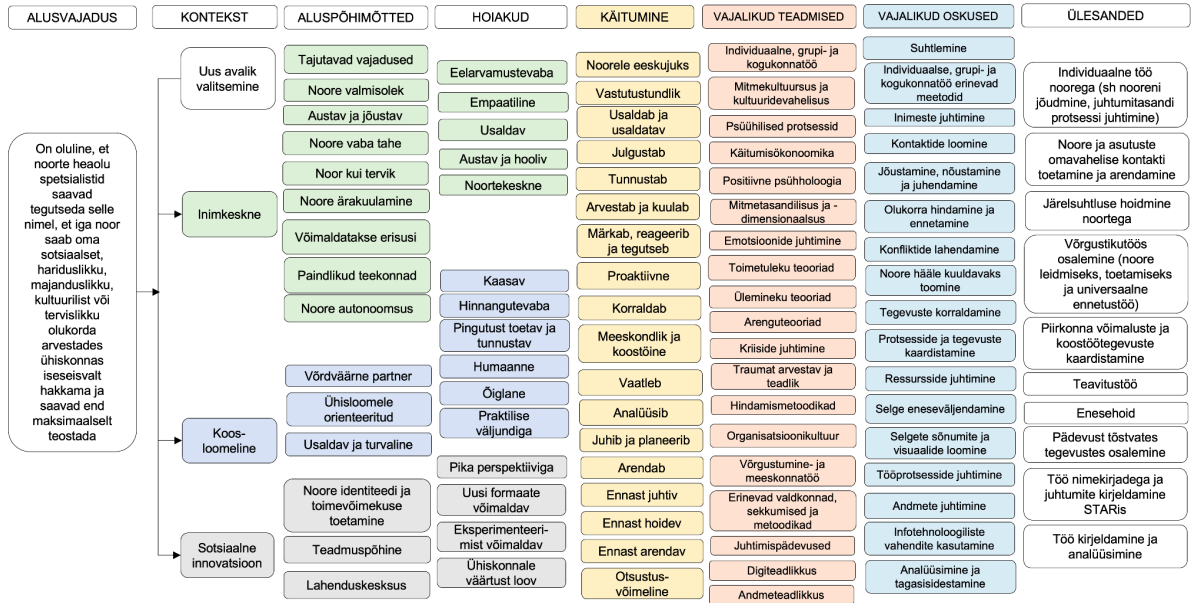 ALUSVAJADUS
KONTEKST
ALUSPÕHIMÕTTED
HOIAKUD
KÄITUMINE
VAJALIKUD TEADMISED
VAJALIKUD OSKUSED
ÜLESANDED
On oluline, et
noorte heaolu
spetsialistid
saavad
tegutseda selle
nimel, et iga noor
saab oma
sotsiaalset,
hariduslikku,
majanduslikku,
kultuurilist või
tervislikku
olukorda
arvestades
ühiskonnas
iseseisvalt
hakkama ja
saavad end
maksimaalselt
teostada
Uus avalik
valitsemine
Inimkeskne
Koos-
loomeline
Sotsiaalne
innovatsioon
Tajutavad vajadused
Noore valmisolek
Austav ja jõustav
Noore vaba tahe
Noor kui tervik
Noore ärakuulamine
Võimaldatakse erisusi
Paindlikud teekonnad
Noore autonoomsus
Võrdväärne partner
Ühisloomele
orienteeritud
Usaldav ja turvaline
Noore identiteedi ja
toimevõimekuse
toetamine
Teadmuspõhine
Lahenduskesksus
Eelarvamustevaba
Empaatiline
Usaldav
Austav ja hooliv
Noortekeskne
Kaasav
Hinnangutevaba
Pingutust toetav ja
tunnustav
Humaanne
Õiglane
Praktilise
väljundiga
Pika perspektiiviga
Uusi formaate
võimaldav
Eksperimenteeri-
mist võimaldav
Ühiskonnale
väärtust loov
Noorele eeskujuks
Vastutustundlik
Usaldab ja
usaldatav
Julgustab
Tunnustab
Arvestab ja kuulab
Märkab, reageerib
ja tegutseb
Proaktiivne
Korraldab
Meeskondlik ja
koostöine
Vaatleb
Analüüsib
Juhib ja planeerib
Arendab
Ennast juhtiv
Ennast hoidev
Ennast arendav
Otsustus-
võimeline
Individuaalne, grupi- ja
kogukonnatöö
Mitmekultuursus ja
kultuuridevahelisus
Psüühilised protsessid
Käitumisökonoomika
Positiivne psühholoogia
Mitmetasandilisus ja -
dimensionaalsus
Emotsioonide juhtimine
Toimetuleku teooriad
Ülemineku teooriad
Arenguteooriad
Kriiside juhtimine
Traumat arvestav ja
teadlik
Hindamismetoodikad
Organisatsioonikultuur
Võrgustumine- ja
meeskonnatöö
Erinevad valdkonnad,
sekkumised ja
metoodikad
Juhtimispädevused
Digiteadlikkus
Andmeteadlikkus
Suhtlemine
Individuaalse, grupi- ja
kogukonnatöö erinevad
meetodid
Inimeste juhtimine
Kontaktide loomine
Jõustamine, nõustamine
ja juhendamine
Olukorra hindamine ja
ennetamine
Konfliktide lahendamine
Noore hääle kuuldavaks
toomine
Tegevuste korraldamine
Protsesside ja tegevuste
kaardistamine
Ressursside juhtimine
Selge eneseväljendamine
Selgete sõnumite ja
visuaalide loomine
Tööprotsesside juhtimine
Andmete juhtimine
Infotehnoloogiliste
vahendite kasutamine
Analüüsimine ja
tagasisidestamine
Individuaalne töö
noorega (sh nooreni
jõudmine, juhtumitasandi
protsessi juhtimine)
Noore ja asutuste
omavahelise kontakti
toetamine ja arendamine
Järelsuhtluse hoidmine
noortega
Võrgustikutöös
osalemine (noore
leidmiseks, toetamiseks
ja universaalne
ennetustöö)
Piirkonna võimaluste ja
koostöötegevuste
kaardistamine
Teavitustöö
Enesehoid
Pädevust tõstvates
tegevustes osalemine
Töö nimekirjadega ja
juhtumite kirjeldamine
STARis
Töö kirjeldamine ja
analüüsimine